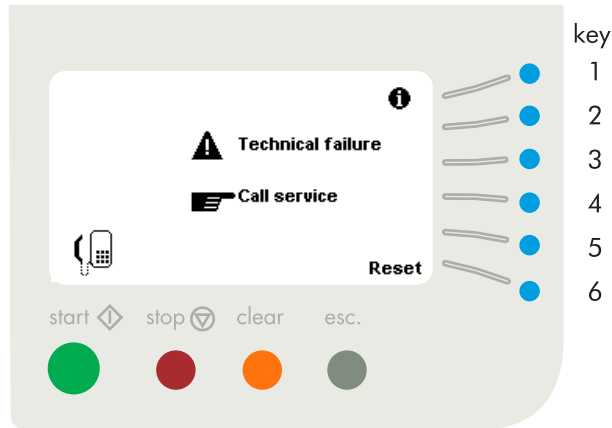 key
1
2
Technical failure
3
Call service
4
5
Reset
6
start stop clear esc.